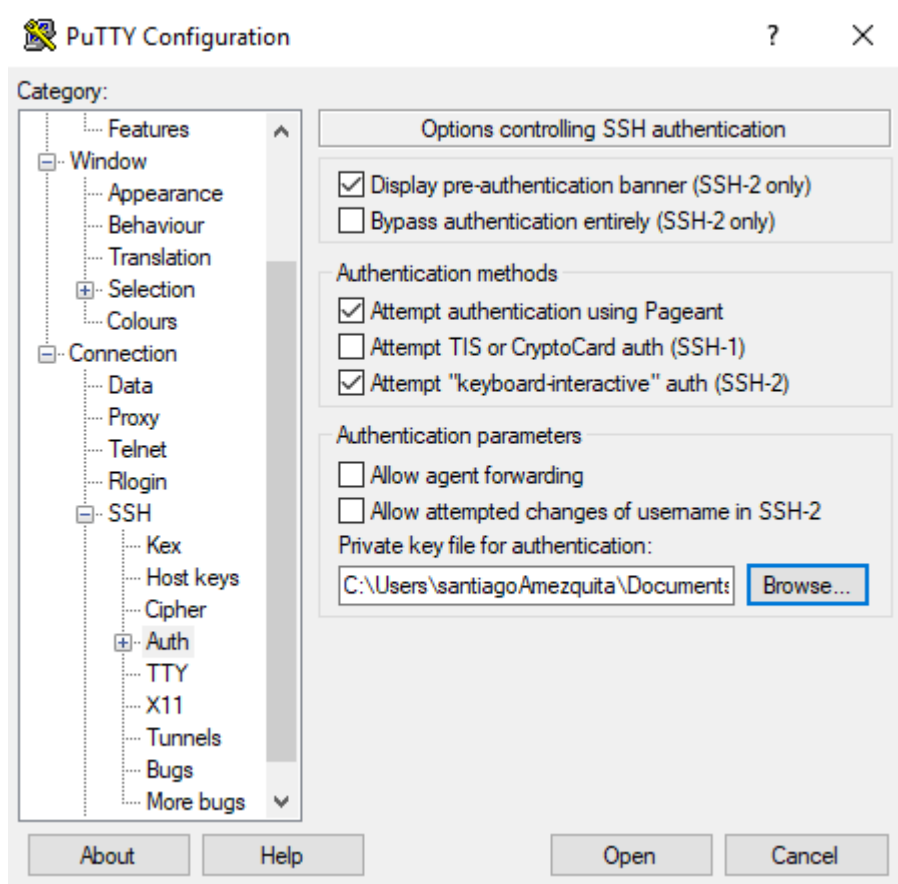 PuTTY Configuration
?
Category:
Features
Window
Appearance
Behaviour
Translation
Selection
Colours
Connection
Data
Proxy
Telnet
Rlogin
SSH
Kex
Host keys
Cipher
Auth
TTY
X11
Tunnels
Bugs
More bugs
Options controlling SSH authentication
Display pre-authentication banner (SSH-2 only)
Bypass authentication entirely (SSH-2 only)
Authentication methods
Attempt authentication using Pageant
Attempt TIS or CryptoCard auth (SSH-1)
Attempt "keyboard-interactive" auth (SSH-2)
Authentication parameters
Allow agent forwarding
Allow attempted changes of username in SSH-2
Private key file for authentication:
C:\Users\santiagoAmezquita\Documents
Browse...
About
Help
Open
Cancel